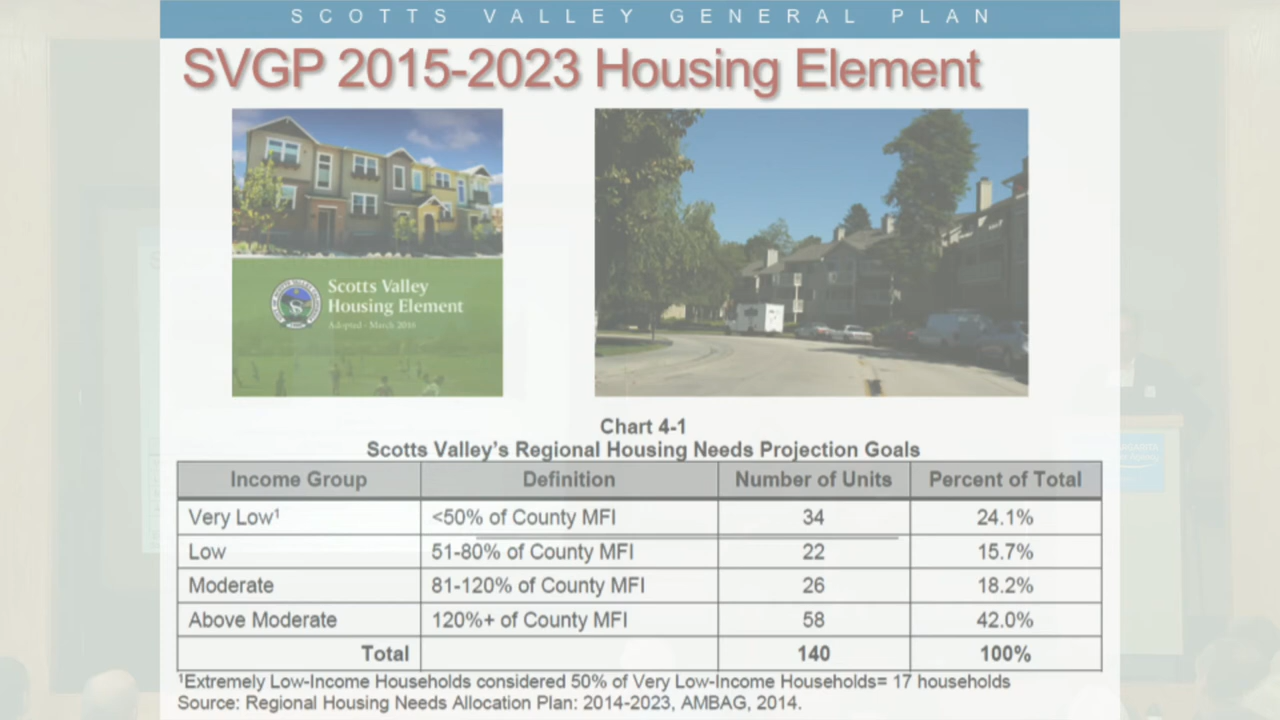 SCOTTS VALLEY GENERAL PLAN
SVGP 2015-2023 Housing Element
Scotts Valley
Housing Element
Adopted - March 2016
Chart 4-1
Scotts Valley's Regional Housing Needs Projection Goals
Income Group Definition Number of Units Percent of Total
Very Low¹ <50% of County MFI 34 24.1%
Low 51-80% of County MFI 22 15.7%
Moderate 81-120% of County MFI 26 18.2%
Above Moderate 120%+ of County MFI 58 42.0%
Total 140 100%
¹Extremely Low-Income Households considered 50% of Very Low-Income Households= 17 households
Source: Regional Housing Needs Allocation Plan: 2014-2023, AMBAG, 2014.